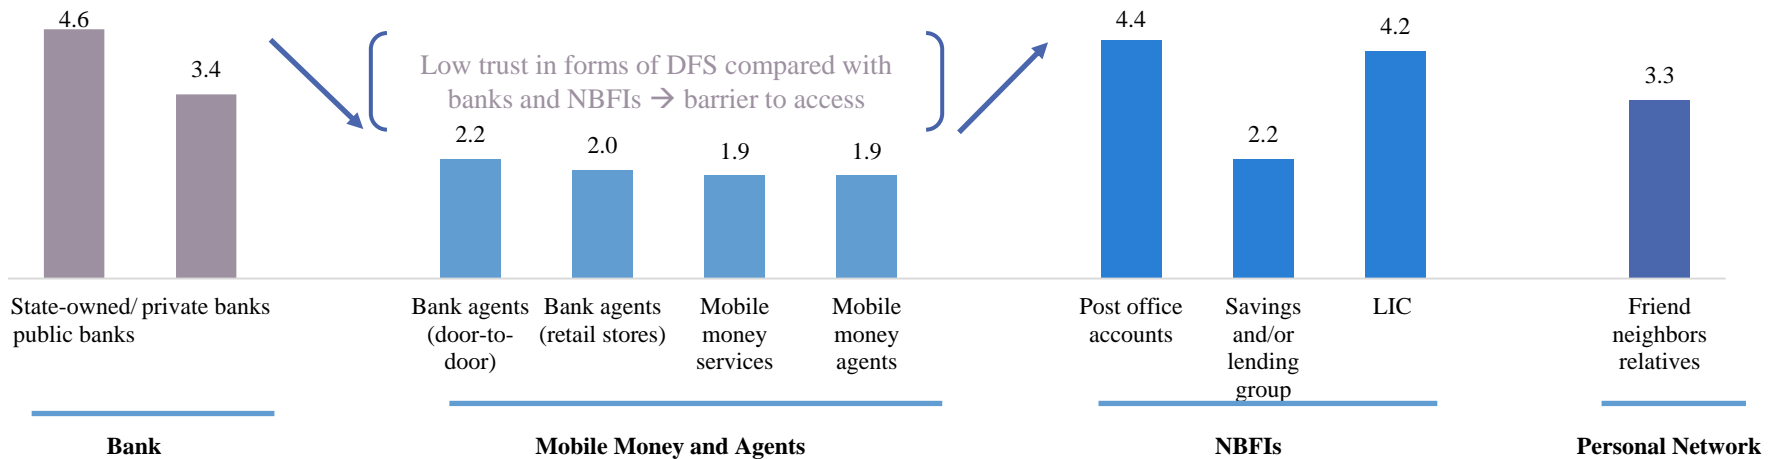 4.6
3.4
Low trust in forms of DFS compared with
banks and NBFIs → barrier to access
2.2
2.0
1.9
1.9
4.4
2.2
4.2
3.3
State-owned/
public banks
private banks
Bank agents
(door-to-
door)
Bank agents
(retail stores)
Mobile
money
services
Mobile
money
agents
Post office
accounts
Savings
and/or
lending
group
LIC
Friend
neighbors
relatives
Bank
Mobile Money and Agents
NBFIs
Personal Network